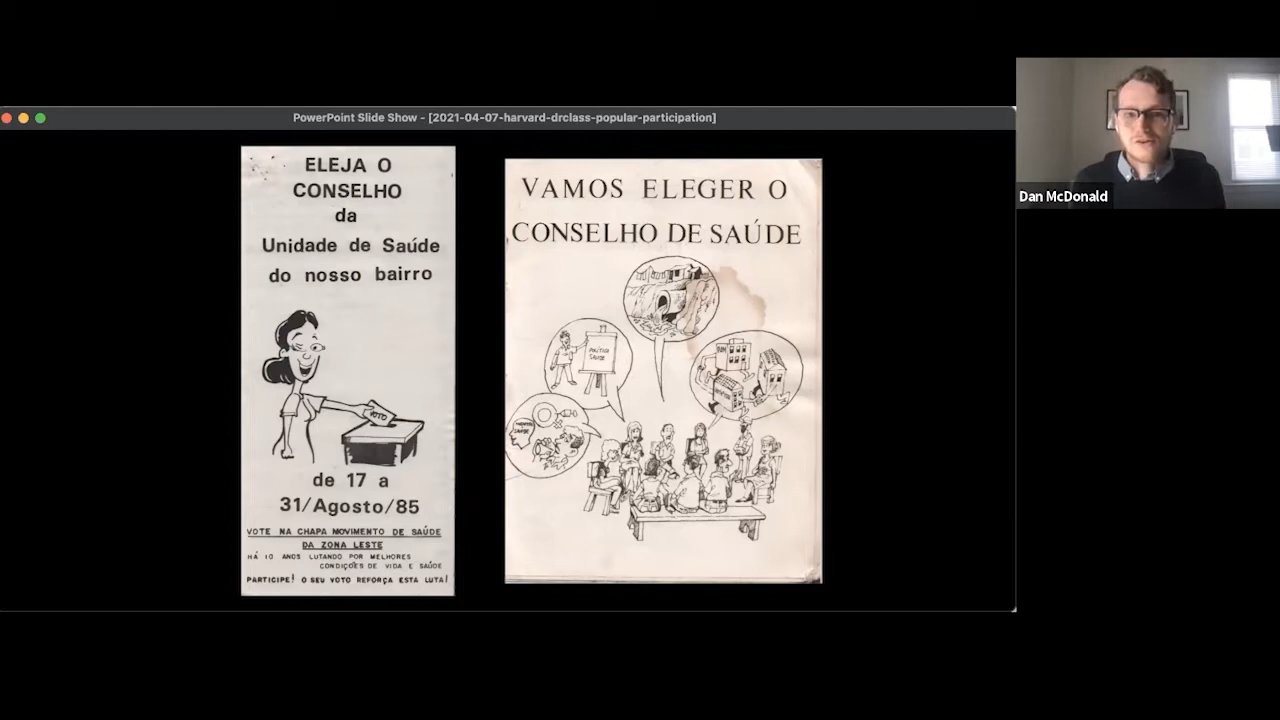 PowerPoint Slide Show - [2021-04-07-harvard-drclass-popular-participation]
ELEJA O
CONSELHO
da
Unidade de Saúde
do nosso bairro
VOTO
de 17 a
31/Agosto/85
VOTE NA CHAPA MOVIMENTO DE SAÚDE
DA ZONA LESTE
HÁ 10 ANOS LUTANDO POR MELHORES
CONDIÇÕES DE VIDA E SAÚDE
PARTICIPE! O SEU VOTO REFORÇA ESTA LUTA!
VAMOS ELEGER O
CONSELHO DE SAÚDE
POLÍTICA
SAÚDE
SAÚDE
Dan McDonald